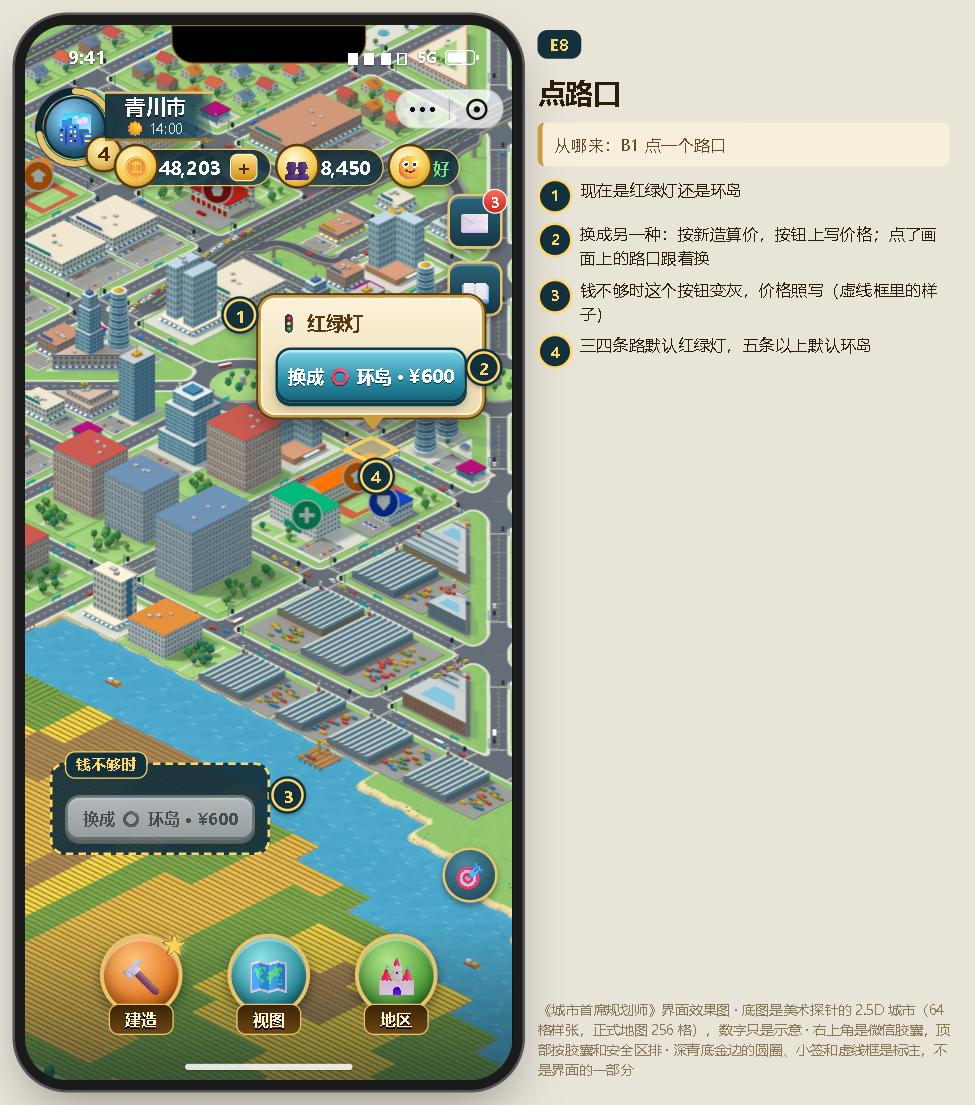 9:41
5G
青川市
14:00
4
48,203
+
8,450
好
3
1
红绿灯
换成 环岛 • ¥600
2
4
钱不够时
换成 环岛 • ¥600
3
建造
视图
地区
E8
点路口
从哪来：B1 点一个路口
1 现在是红绿灯还是环岛
2 换成另一种：按新造算价，按钮上写价格；点了画
面上的路口跟着换
3 钱不够时这个按钮变灰，价格照写（虚线框里的样
子）
4 三四条路默认红绿灯，五条以上默认环岛
《城市首席规划师》界面效果图 · 底图是美术探针的 2.5D 城市（64
格样张，正式地图 256 格），数字只是示意 · 右上角是微信胶囊，顶
部按胶囊和安全区排 · 深青底金边的圆圈、小签和虚线框是标注，不
是界面的一部分